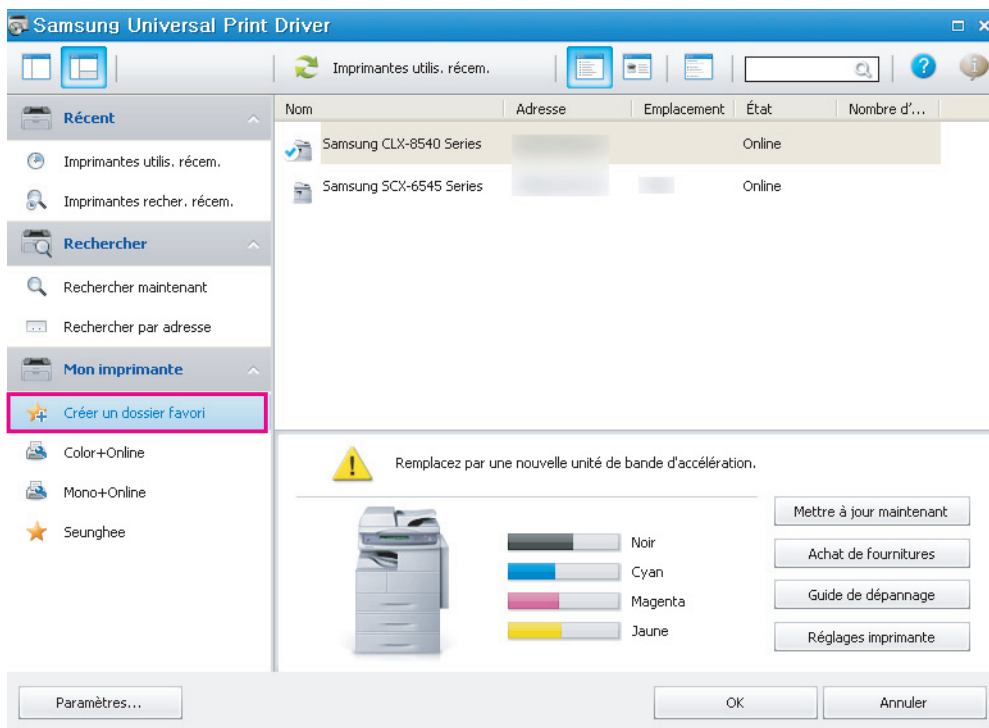 Samsung Universal Print Driver
Imprimantes utilis. récem.
Récent
Imprimantes utilis. récem.
Imprimantes recher. récem.
Rechercher
Rechercher maintenant
Rechercher par adresse
Mon imprimante
Créer un dossier favori
Color+Online
Mono+Online
Seunghee
Nom Adresse Emplacement État Nombre d'...
Samsung CLX-8540 Series Online
Samsung SCX-6545 Series Online
Remplacez par une nouvelle unité de bande d'accélération.
Noir
Cyan
Magenta
Jaune
Mettre à jour maintenant
Achat de fournitures
Guide de dépannage
Réglages imprimante
Paramètres...
OK
Annuler